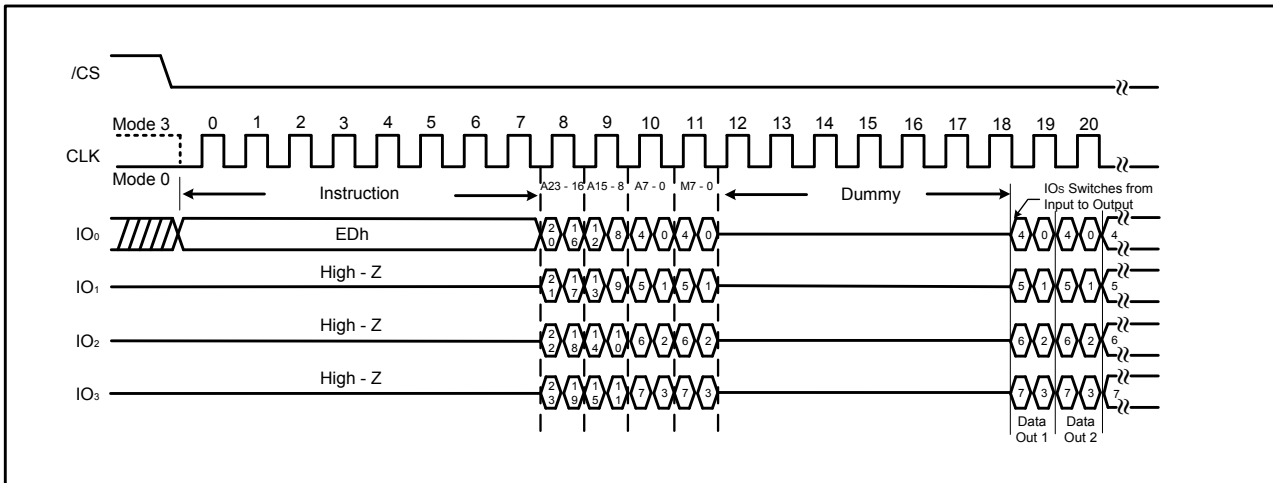 /CS
Mode 3
0 1 2 3 4 5 6 7 8 9 10 11 12 13 14 15 16 17 18 19 20
CLK
Mode 0
Instruction
A23 - 16 A15 - 8 A7 - 0 M7 - 0
Dummy
IOs Switches from
Input to Output
IO0 EDh 20 16 12 8 4 0 4 0 4 0 4 0 4
High - Z
IO1 21 17 13 9 5 1 5 1 5 1 5 1 5
High - Z
IO2 22 18 14 10 6 2 6 2 6 2 6 2 6
High - Z
IO3 23 19 15 11 7 3 7 3 7 3 7 3 7
Data
Out 1
Data
Out 2